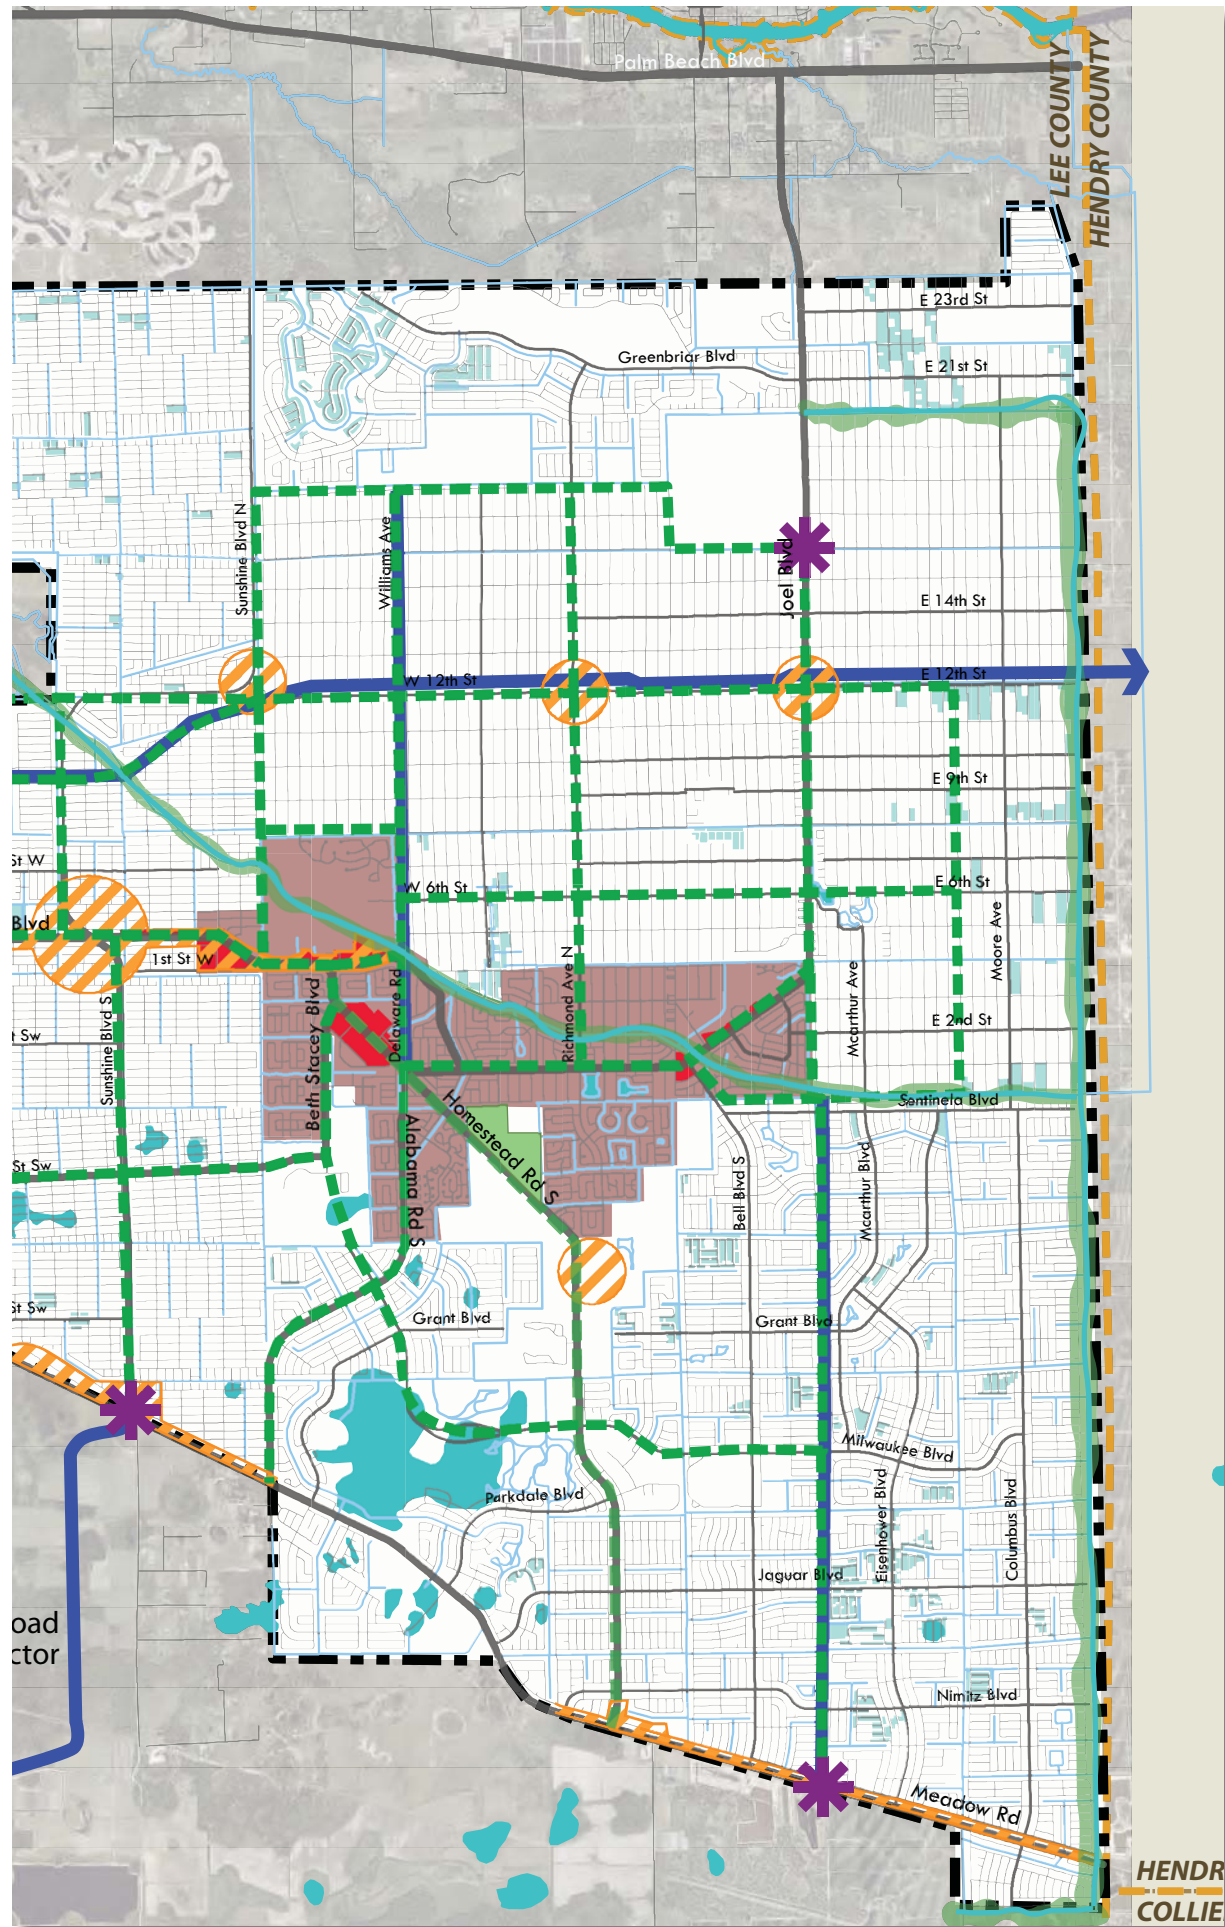 Palm Beach Blvd
LEE COUNTY
HENDRY COUNTY
E 23rd St
Greenbriar Blvd
E 21st St
Sunshine Blvd N
Williams Ave
Joel Blvd
E 14th St
W 12th St
E 12th St
E 9th St
St W
W 6th St
E 6th St
Blvd
1st St W
Moore Ave
Richmond Ave N
Mcarthur Ave
Delaware Rd
Beth Stacey Blvd
E 2nd St
t Sw
Sunshine Blvd S
Sentinela Blvd
Homestead Rd S
Alabama Rd S
St Sw
Bell Blvd S
Mcarthur Blvd
St Sw
Grant Blvd
Grant Blvd
Milwaukee Blvd
Parkdale Blvd
Eisenhower Blvd
Columbus Blvd
Jaguar Blvd
oad
ctor
Nimitz Blvd
Meadow Rd
HENDR
COLLIE